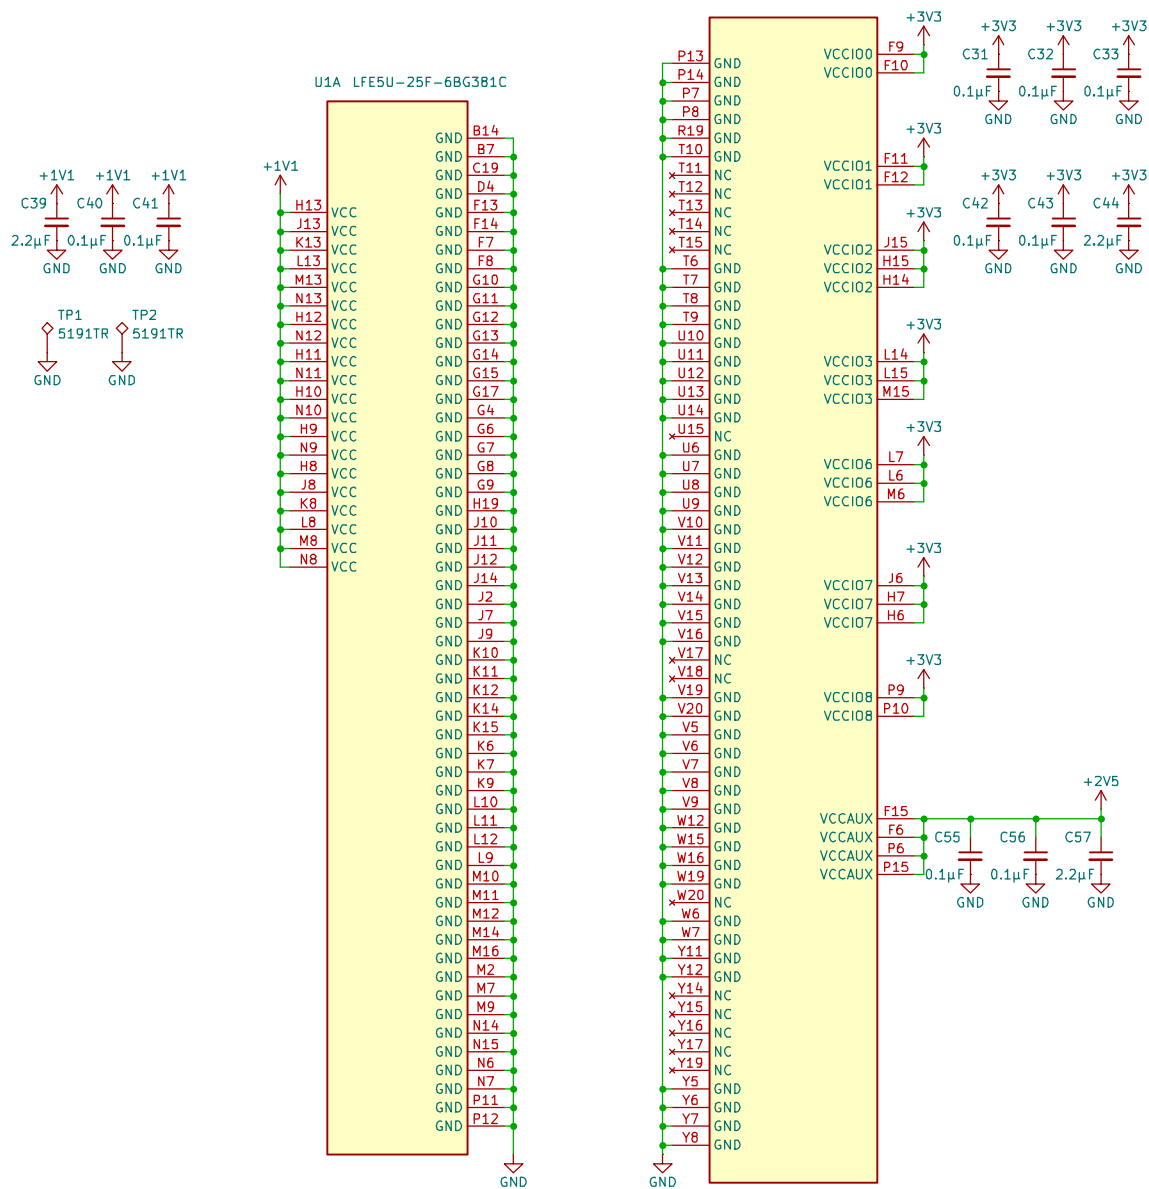 U1A LFE5U-25F-6BG381C
+1V1
C39
2.2µF
GND
+1V1
C40
0.1µF
GND
+1V1
C41
0.1µF
GND
TP1
5191TR
GND
TP2
5191TR
GND
+1V1
H13 VCC
J13 VCC
K13 VCC
L13 VCC
M13 VCC
N13 VCC
H12 VCC
N12 VCC
H11 VCC
N11 VCC
H10 VCC
N10 VCC
H9 VCC
N9 VCC
H8 VCC
J8 VCC
K8 VCC
L8 VCC
M8 VCC
N8 VCC
GND B14
GND B7
GND C19
GND D4
GND F13
GND F14
GND F7
GND F8
GND G10
GND G11
GND G12
GND G13
GND G14
GND G15
GND G17
GND G4
GND G6
GND G7
GND G8
GND G9
GND H19
GND J10
GND J11
GND J12
GND J14
GND J2
GND J7
GND J9
GND K10
GND K11
GND K12
GND K14
GND K15
GND K6
GND K7
GND K9
GND L10
GND L11
GND L12
GND L9
GND M10
GND M11
GND M12
GND M14
GND M16
GND M2
GND M7
GND M9
GND N14
GND N15
GND N6
GND N7
GND P11
GND P12
GND
P13 GND
P14 GND
P7 GND
P8 GND
R19 GND
T10 GND
T11 NC
T12 NC
T13 NC
T14 NC
T15 NC
T6 GND
T7 GND
T8 GND
T9 GND
U10 GND
U11 GND
U12 GND
U13 GND
U14 GND
U15 NC
U6 GND
U7 GND
U8 GND
U9 GND
V10 GND
V11 GND
V12 GND
V13 GND
V14 GND
V15 GND
V16 GND
V17 NC
V18 NC
V19 GND
V20 GND
V5 GND
V6 GND
V7 GND
V8 GND
V9 GND
W12 GND
W15 GND
W16 GND
W19 GND
W20 NC
W6 GND
W7 GND
Y11 GND
Y12 GND
Y14 NC
Y15 NC
Y16 NC
Y17 NC
Y19 NC
Y5 GND
Y6 GND
Y7 GND
Y8 GND
GND
+3V3
VCCIO0 F9
VCCIO0 F10
+3V3
VCCIO1 F11
VCCIO1 F12
+3V3
VCCIO2 J15
VCCIO2 H15
VCCIO2 H14
+3V3
VCCIO3 L14
VCCIO3 L15
VCCIO3 M15
+3V3
VCCIO6 L7
VCCIO6 L6
VCCIO6 M6
+3V3
VCCIO7 J6
VCCIO7 H7
VCCIO7 H6
+3V3
VCCIO8 P9
VCCIO8 P10
+2V5
VCCAUX F15
VCCAUX F6
VCCAUX P6
VCCAUX P15
C55
0.1µF
GND
C56
0.1µF
GND
C57
2.2µF
GND
+3V3
C31
0.1µF
GND
+3V3
C32
0.1µF
GND
+3V3
C33
0.1µF
GND
+3V3
C42
0.1µF
GND
+3V3
C43
0.1µF
GND
+3V3
C44
2.2µF
GND